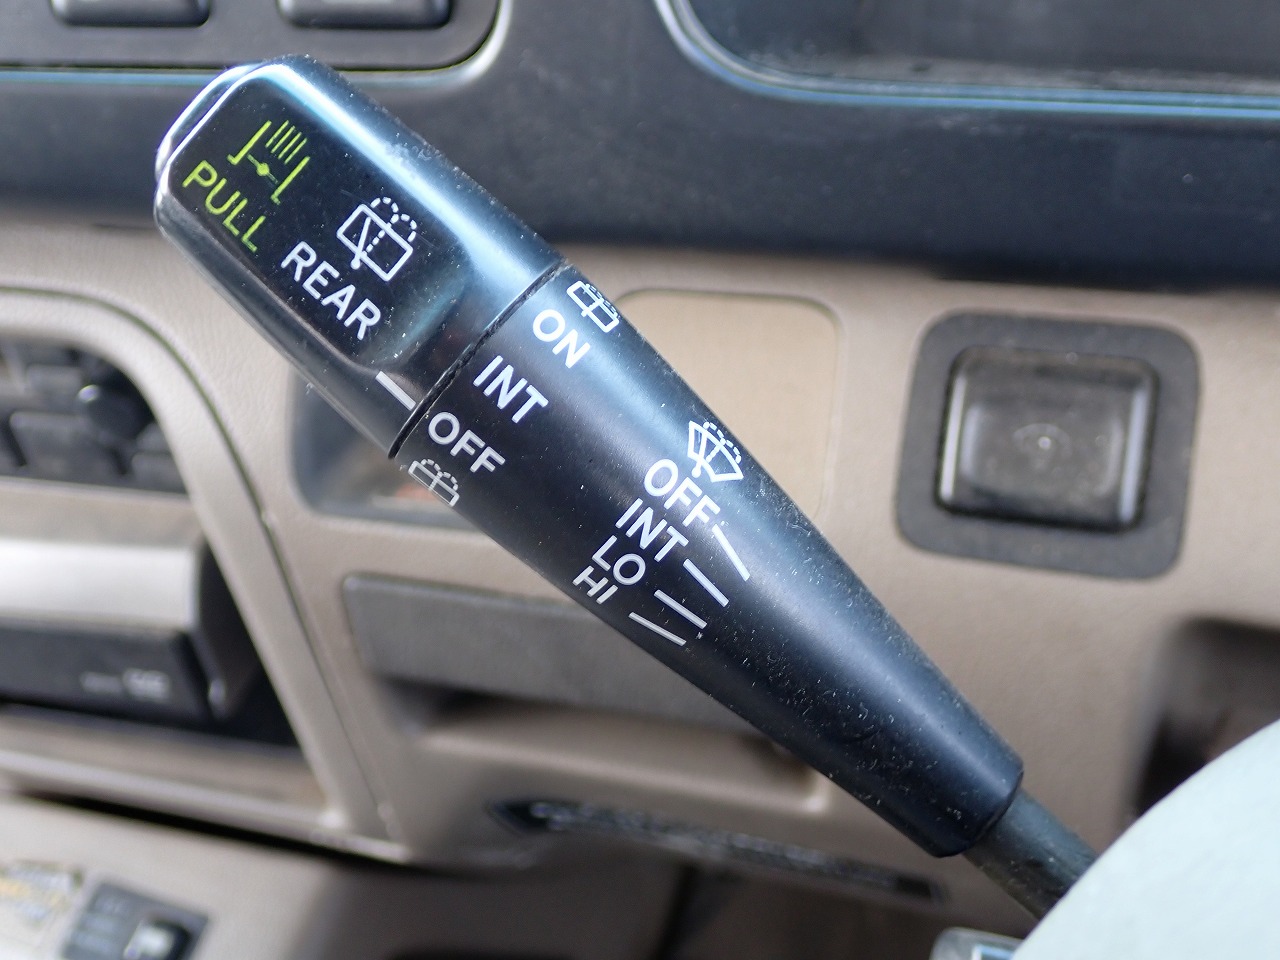 PULL
REAR
ON
INT
OFF
OFF
INT
LO
HI